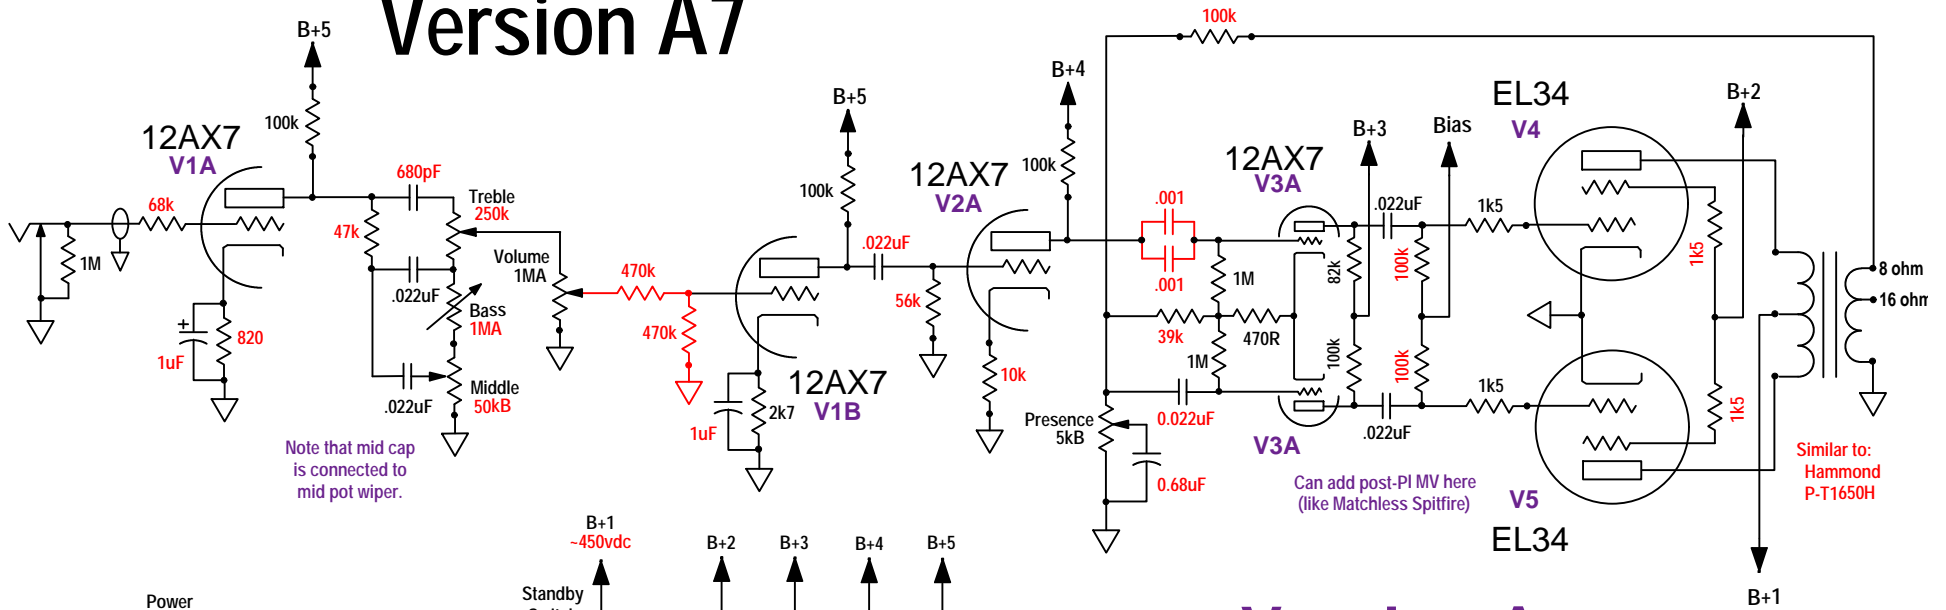 Version A7
B+5
100k
12AX7
V1A
68k
1M
680pF
47k
Treble
250k
.022uF
Bass
1MA
Middle
50kB
.022uF
+
1uF
820
Note that mid cap
is connected to
mid pot wiper.
Volume
1MA
470k
470k
B+5
100k
12AX7
V1B
1uF
2k7
.022uF
56k
12AX7
V2A
10k
B+4
100k
100k
.001
.001
1M
39k
470R
1M
0.022uF
Presence
5kB
0.68uF
12AX7
V3A
V3A
B+3
82k
100k
.022uF
.022uF
Bias
100k
100k
1k5
1k5
Can add post-PI MV here
(like Matchless Spitfire)
EL34
V4
V5
EL34
B+2
1k5
1k5
8 ohm
16 ohm
Similar to:
Hammond
P-T1650H
B+1
B+1
~450vdc
B+2
B+3
B+4
B+5
Standby
Power